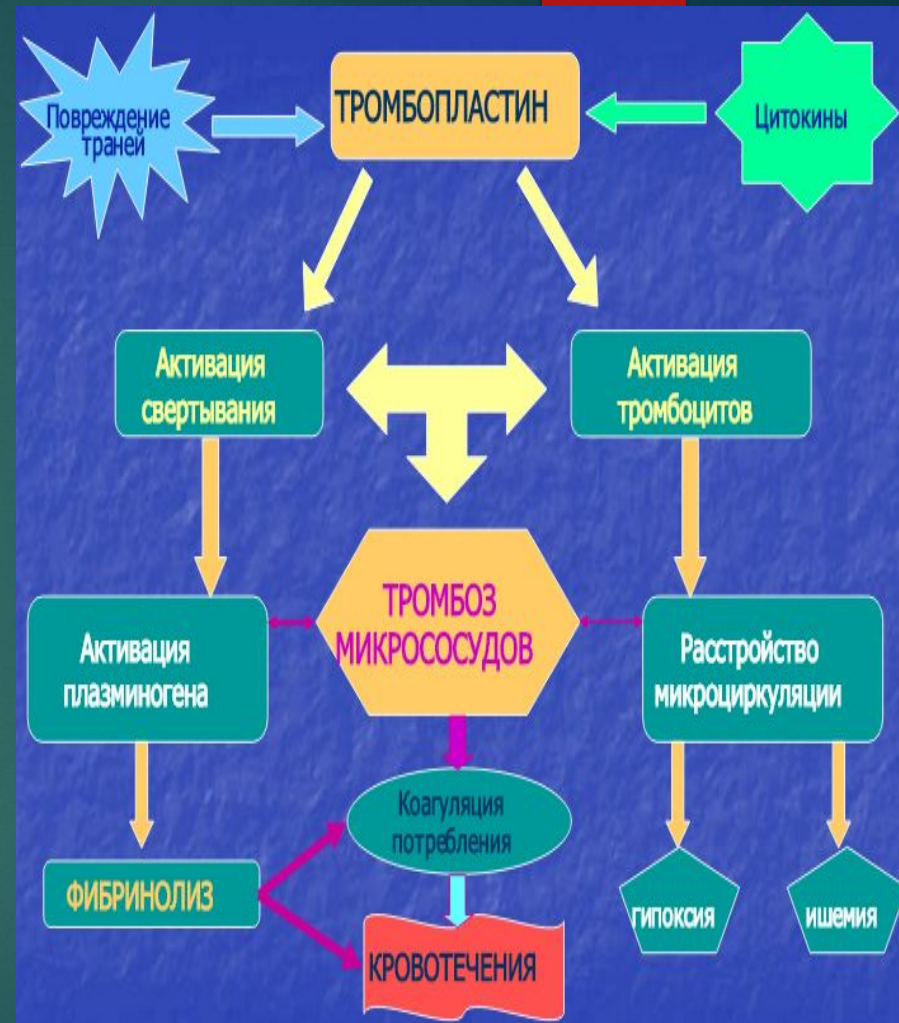 Повреждение
траней
ТРОМБОПЛАСТИН
Цитокины
Активация
свертывания
Активация
тромбоцитов
Активация
плазминогена
ТРОМБОЗ
МИКРОСОСУДОВ
Расстройство
микроциркуляции
Коагуляция
потребления
ФИБРИНОЛИЗ
гипоксия
ишемия
КРОВОТЕЧЕНИЯ